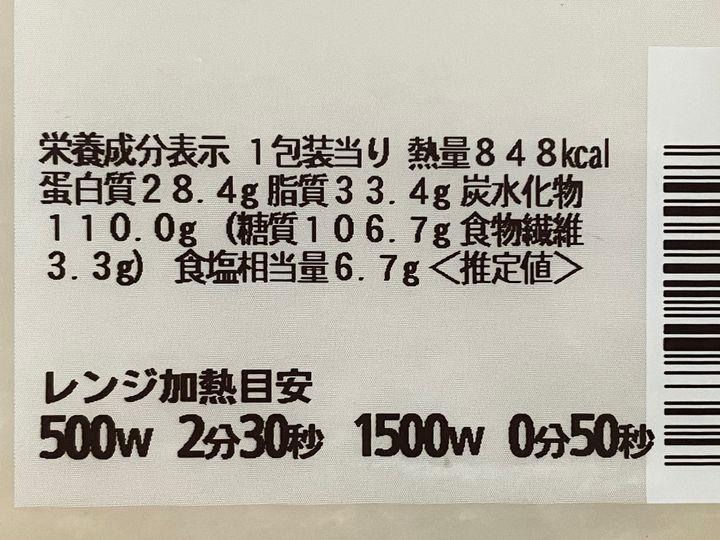 栄養成分表示 1包装当り 熱量848kcal
蛋白質28.4g 脂質33.4g 炭水化物
110.0g (糖質106.7g 食物繊維
3.3g) 食塩相当量6.7g <推定値>
レンジ加熱目安
500W 2分30秒 1500W 0分50秒